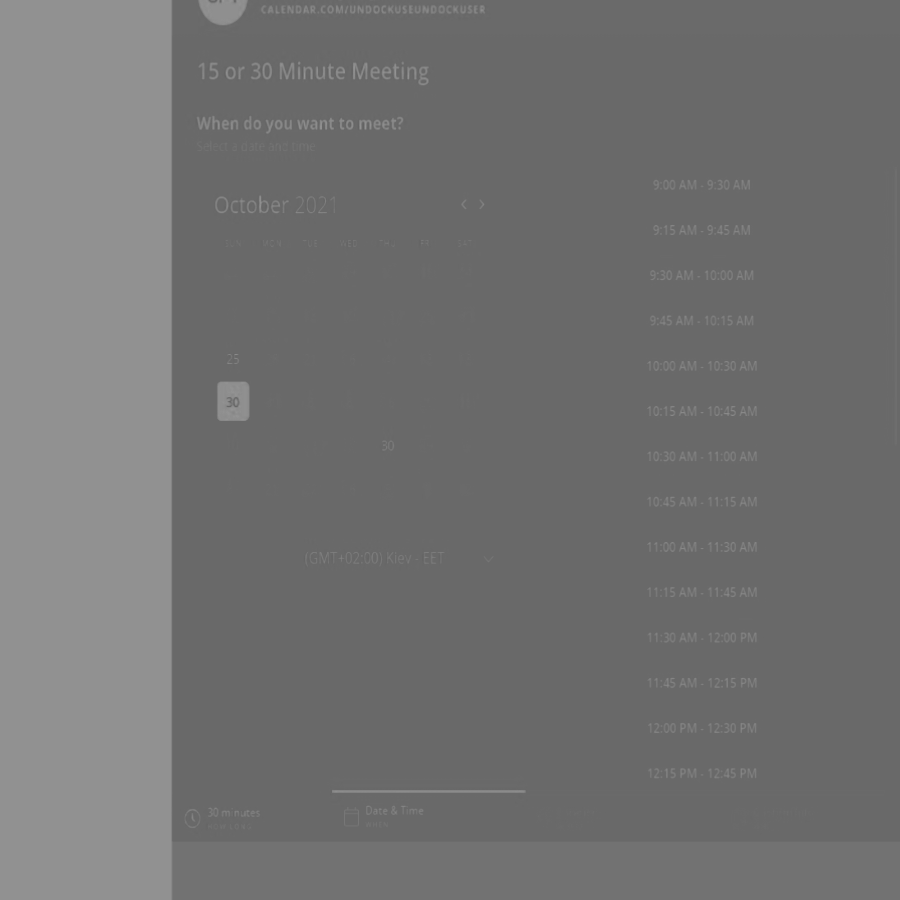 CALENDAR.COM/UNDOCKUSEUNDOCKUSER
15 or 30 Minute Meeting
When do you want to meet?
Select a date and time.
October 2021
SUN MON TUE WED THU FRI SAT
25
30
30
(GMT+02:00) Kiev - EET
9:00 AM - 9:30 AM
9:15 AM - 9:45 AM
9:30 AM - 10:00 AM
9:45 AM - 10:15 AM
10:00 AM - 10:30 AM
10:15 AM - 10:45 AM
10:30 AM - 11:00 AM
10:45 AM - 11:15 AM
11:00 AM - 11:30 AM
11:15 AM - 11:45 AM
11:30 AM - 12:00 PM
11:45 AM - 12:15 PM
12:00 PM - 12:30 PM
12:15 PM - 12:45 PM
30 minutes
Date & Time